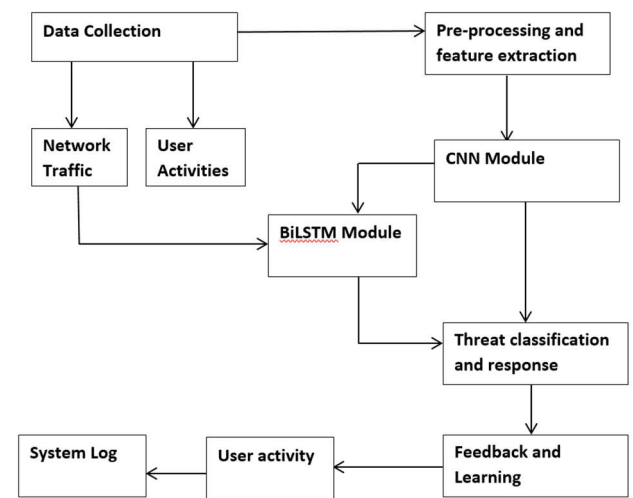 Data Collection
Pre-processing and
feature extraction
Network
Traffic
User
Activities
CNN Module
BiLSTM Module
Threat classification
and response
System Log
User activity
Feedback and
Learning